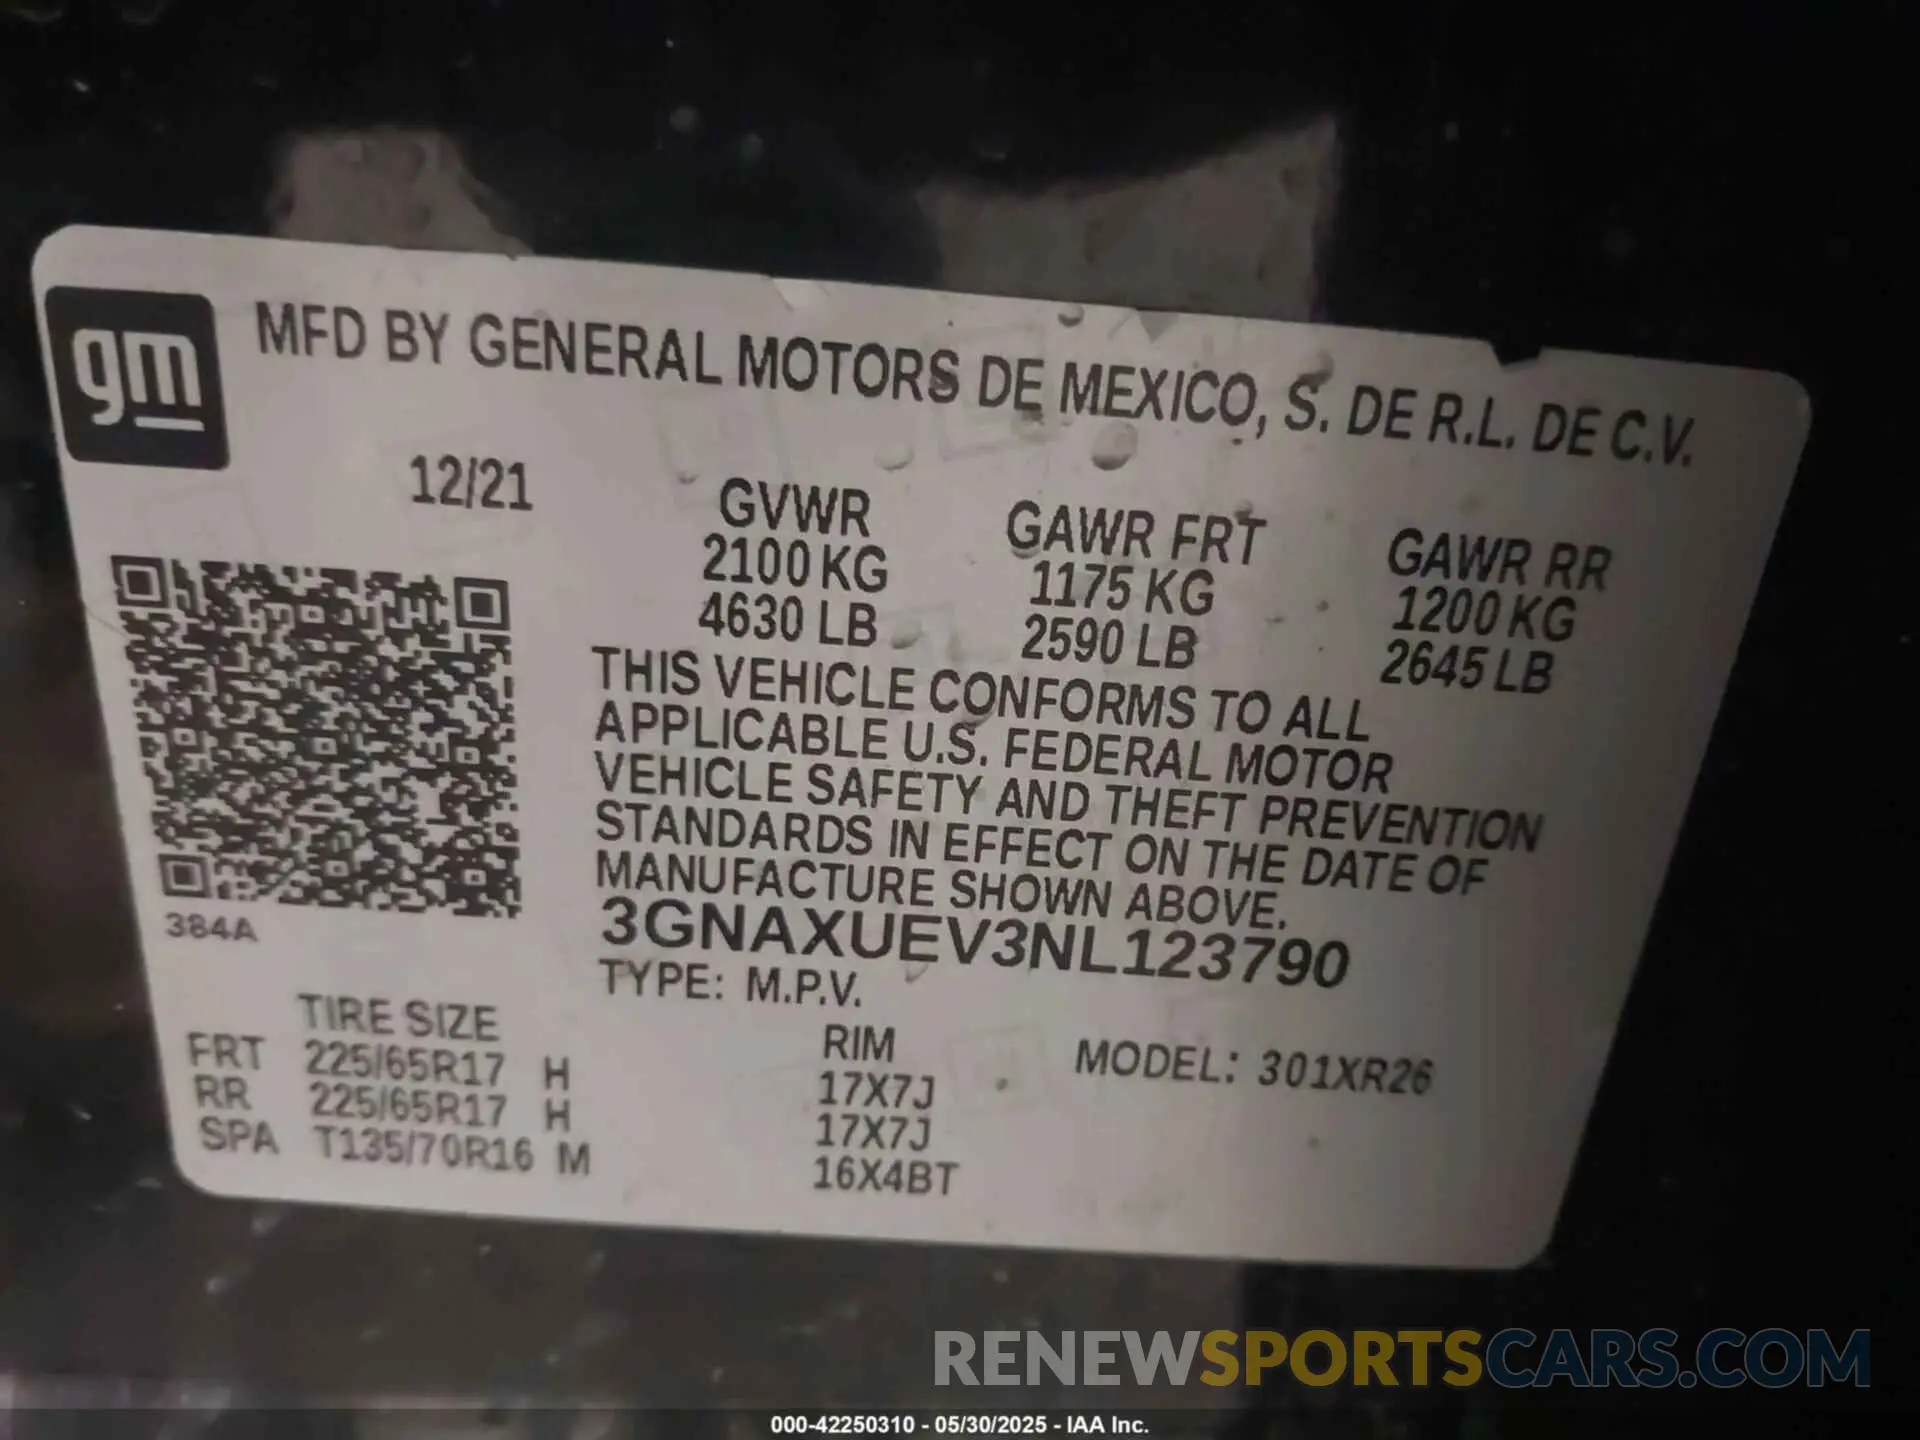 gm
MFD BY GENERAL MOTORS DE MEXICO, S. DE R.L. DE C.V.
12/21
GVWR GAWR FRT GAWR RR
2100 KG 1175 KG 1200 KG
4630 LB 2590 LB 2645 LB
THIS VEHICLE CONFORMS TO ALL
APPLICABLE U.S. FEDERAL MOTOR
VEHICLE SAFETY AND THEFT PREVENTION
STANDARDS IN EFFECT ON THE DATE OF
MANUFACTURE SHOWN ABOVE.
384A
3GNAXUEV3NL123790
TYPE: M.P.V.
TIRE SIZE RIM MODEL: 301XR26
FRT 225/65R17 H 17X7J
RR 225/65R17 H 17X7J
SPA T135/70R16 M 16X4BT
RENEWSPORTSCARS.COM
000-42250310 - 05/30/2025 - IAA Inc.